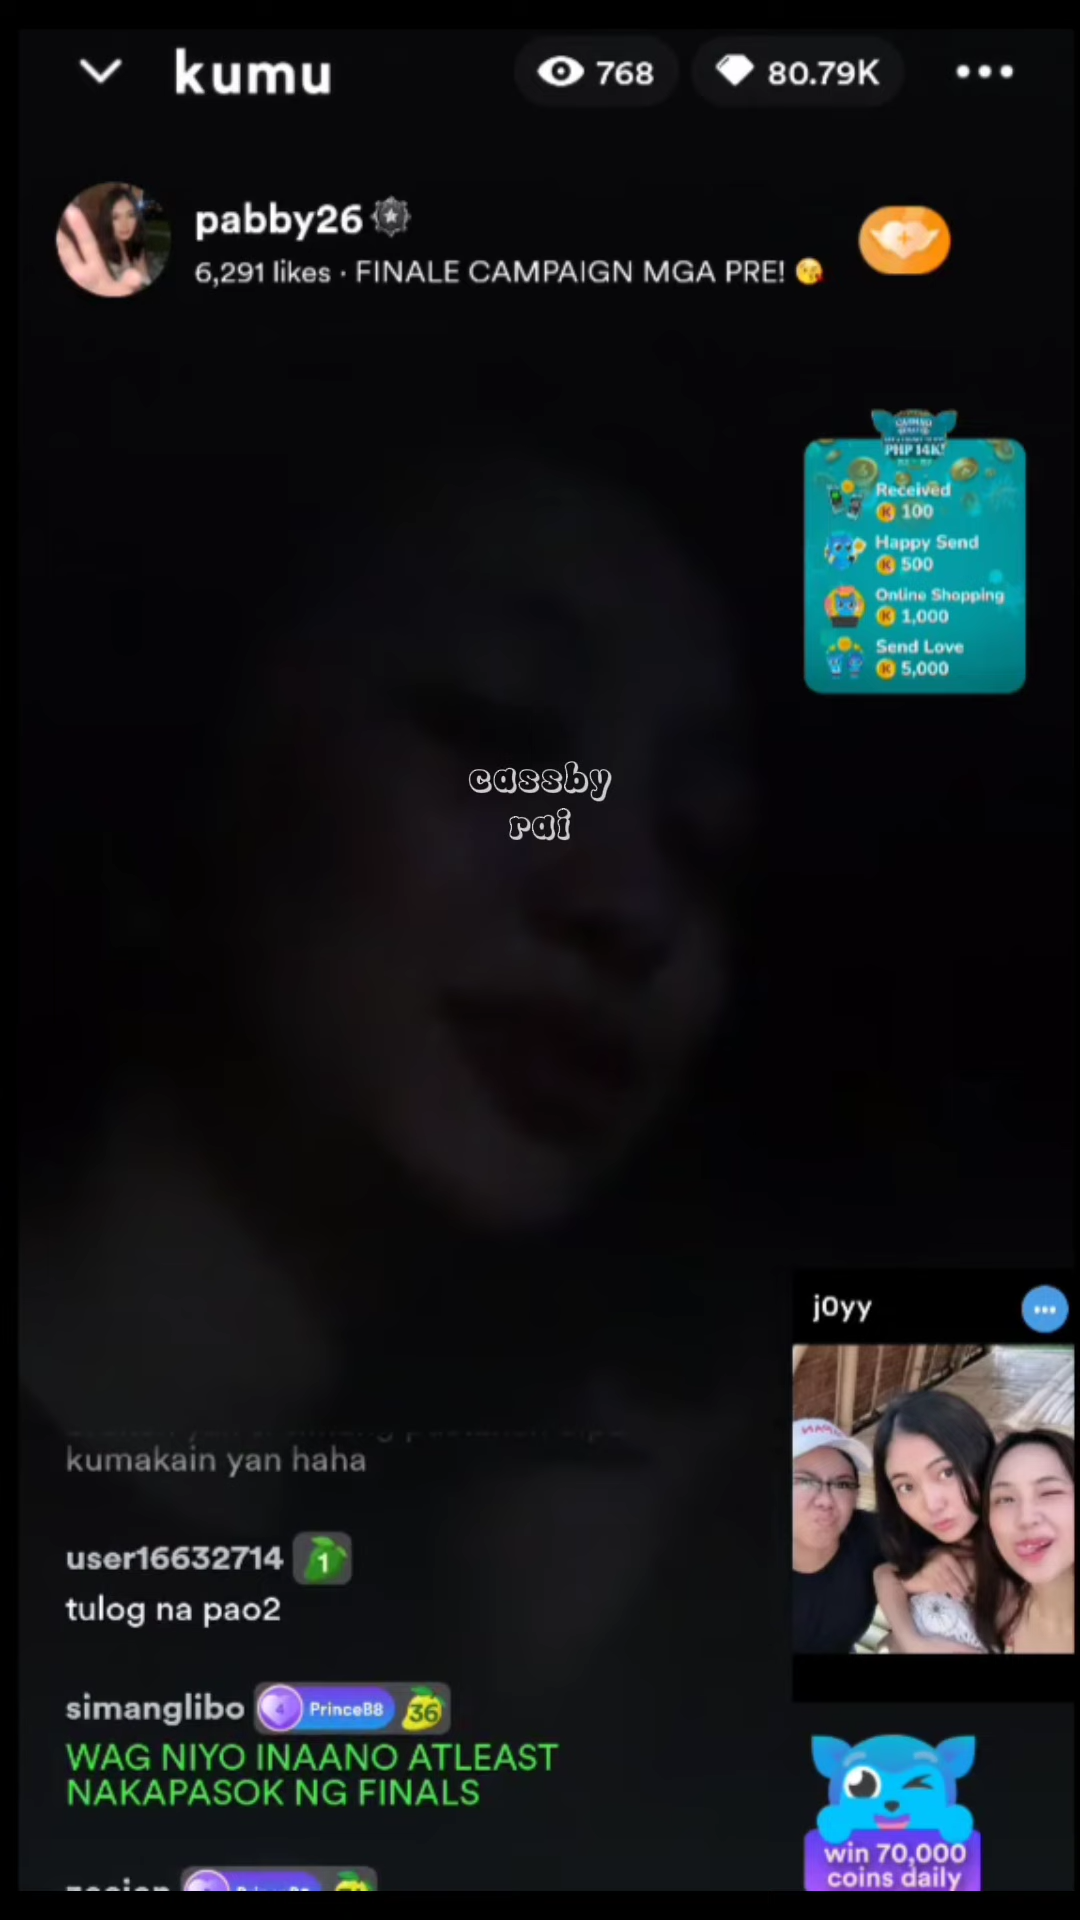 kumu
768
80.79K
pabby26
6,291 likes · FINALE CAMPAIGN MGA PRE! 😘
PHP 14K!
Received
K 100
Happy Send
K 500
Online Shopping
K 1,000
Send Love
K 5,000
cassby
rai
j0yy
kumakain yan haha
user16632714 1
tulog na pao2
simanglibo 4 PrinceB8 36
WAG NIYO INAANO ATLEAST
NAKAPASOK NG FINALS
win 70,000
coins daily